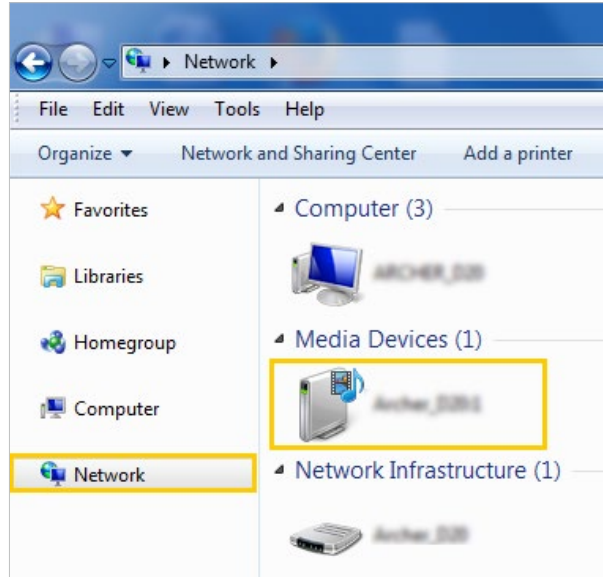 Network
File Edit View Tools Help
Organize Network and Sharing Center Add a printer
Favorites
Computer (3)
Libraries
Homegroup
Media Devices (1)
Computer
Network
Network Infrastructure (1)